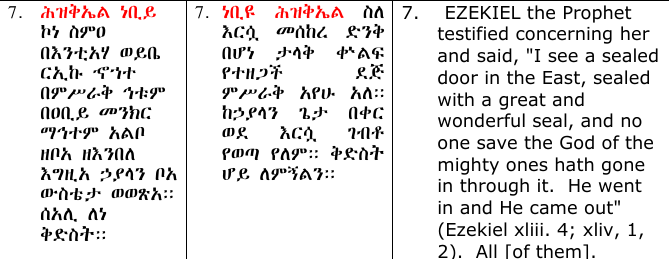 7. ሕዝቅኤል ነቢይ
ኮነ ስምዐ
በእንቲአሃ ወይቤ
ርኢኩ ኆኅተ
በምሥራቅ ኅቱም
በዐቢይ መንክር
ማኅተም አልቦ
ዘቦአ ዘእንበለ
እግዚአ ኃያላን ቦአ
ውስቴታ ወወጽአ።
ሰአሊ ለነ
ቅድስት።
7. ነቢዩ ሕዝቅኤል ስለ
እርሷ መሰከረ ድንቅ
በሆነ ታላቅ ቍልፍ
የተዘጋች ደጅ
ምሥራቅ አየሁ አለ።
ከኃያላን ጌታ በቀር
ወደ እርሷ ገብቶ
የወጣ የለም። ቅድስት
ሆይ ለምኝልን።
7. EZEKIEL the Prophet
testified concerning her
and said, "I see a sealed
door in the East, sealed
with a great and
wonderful seal, and no
one save the God of the
mighty ones hath gone
in through it. He went
in and He came out"
(Ezekiel xliii. 4; xliv, 1,
2). All [of them].